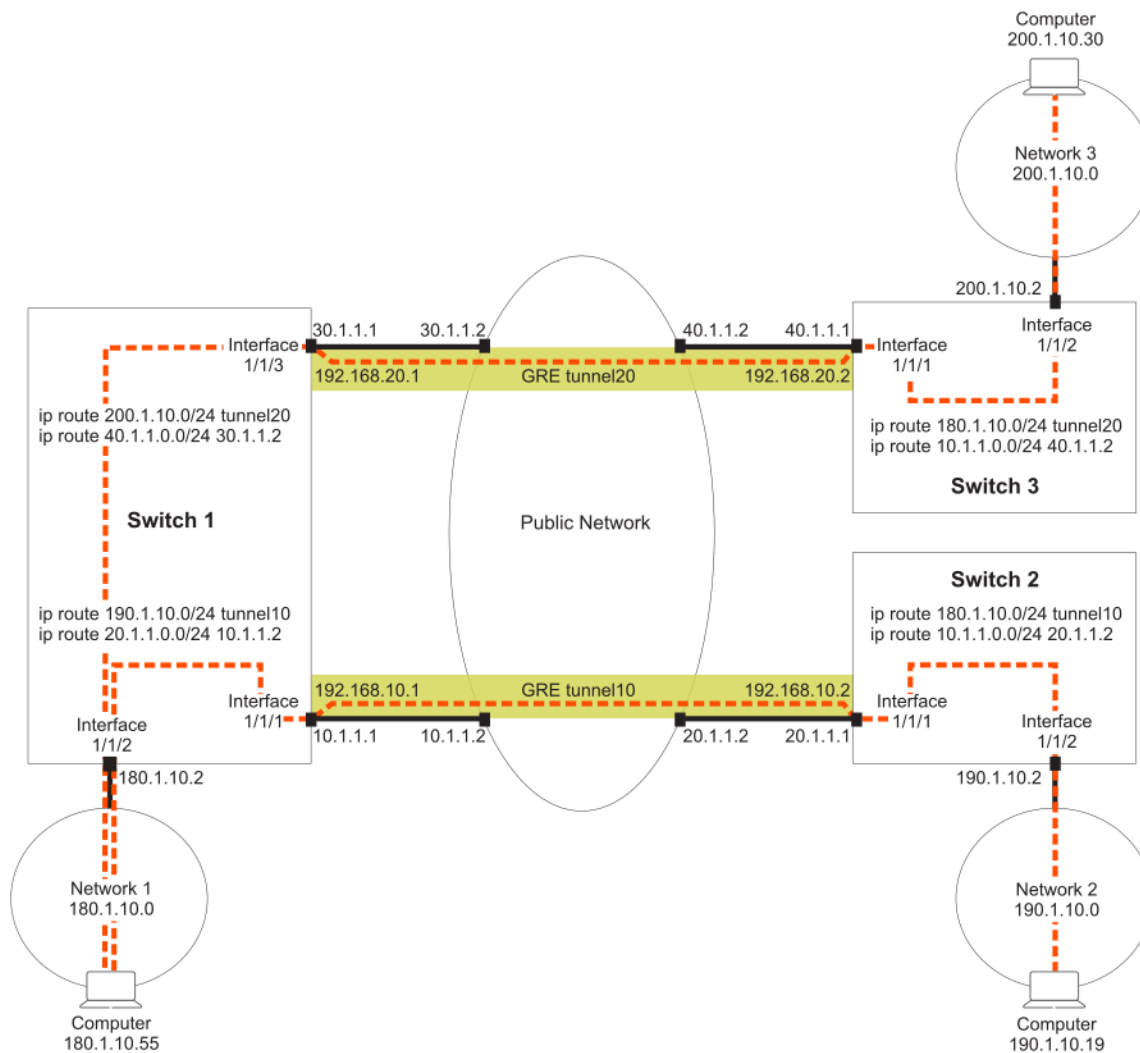 Computer
200.1.10.30
Network 3
200.1.10.0
200.1.10.2
30.1.1.1
30.1.1.2
40.1.1.2
40.1.1.1
Interface
1/1/3
Interface
1/1/1
Interface
1/1/2
192.168.20.1
GRE tunnel20
192.168.20.2
ip route 200.1.10.0/24 tunnel20
ip route 40.1.1.0.0/24 30.1.1.2
ip route 180.1.10.0/24 tunnel20
ip route 10.1.1.0.0/24 40.1.1.2
Switch 3
Switch 1
Public Network
Switch 2
ip route 190.1.10.0/24 tunnel10
ip route 20.1.1.0.0/24 10.1.1.2
ip route 180.1.10.0/24 tunnel10
ip route 10.1.1.0.0/24 20.1.1.2
192.168.10.1
GRE tunnel10
192.168.10.2
Interface
1/1/1
Interface
1/1/2
Interface
1/1/1
Interface
1/1/2
10.1.1.1
10.1.1.2
20.1.1.2
20.1.1.1
180.1.10.2
190.1.10.2
Network 1
180.1.10.0
Network 2
190.1.10.0
Computer
180.1.10.55
Computer
190.1.10.19